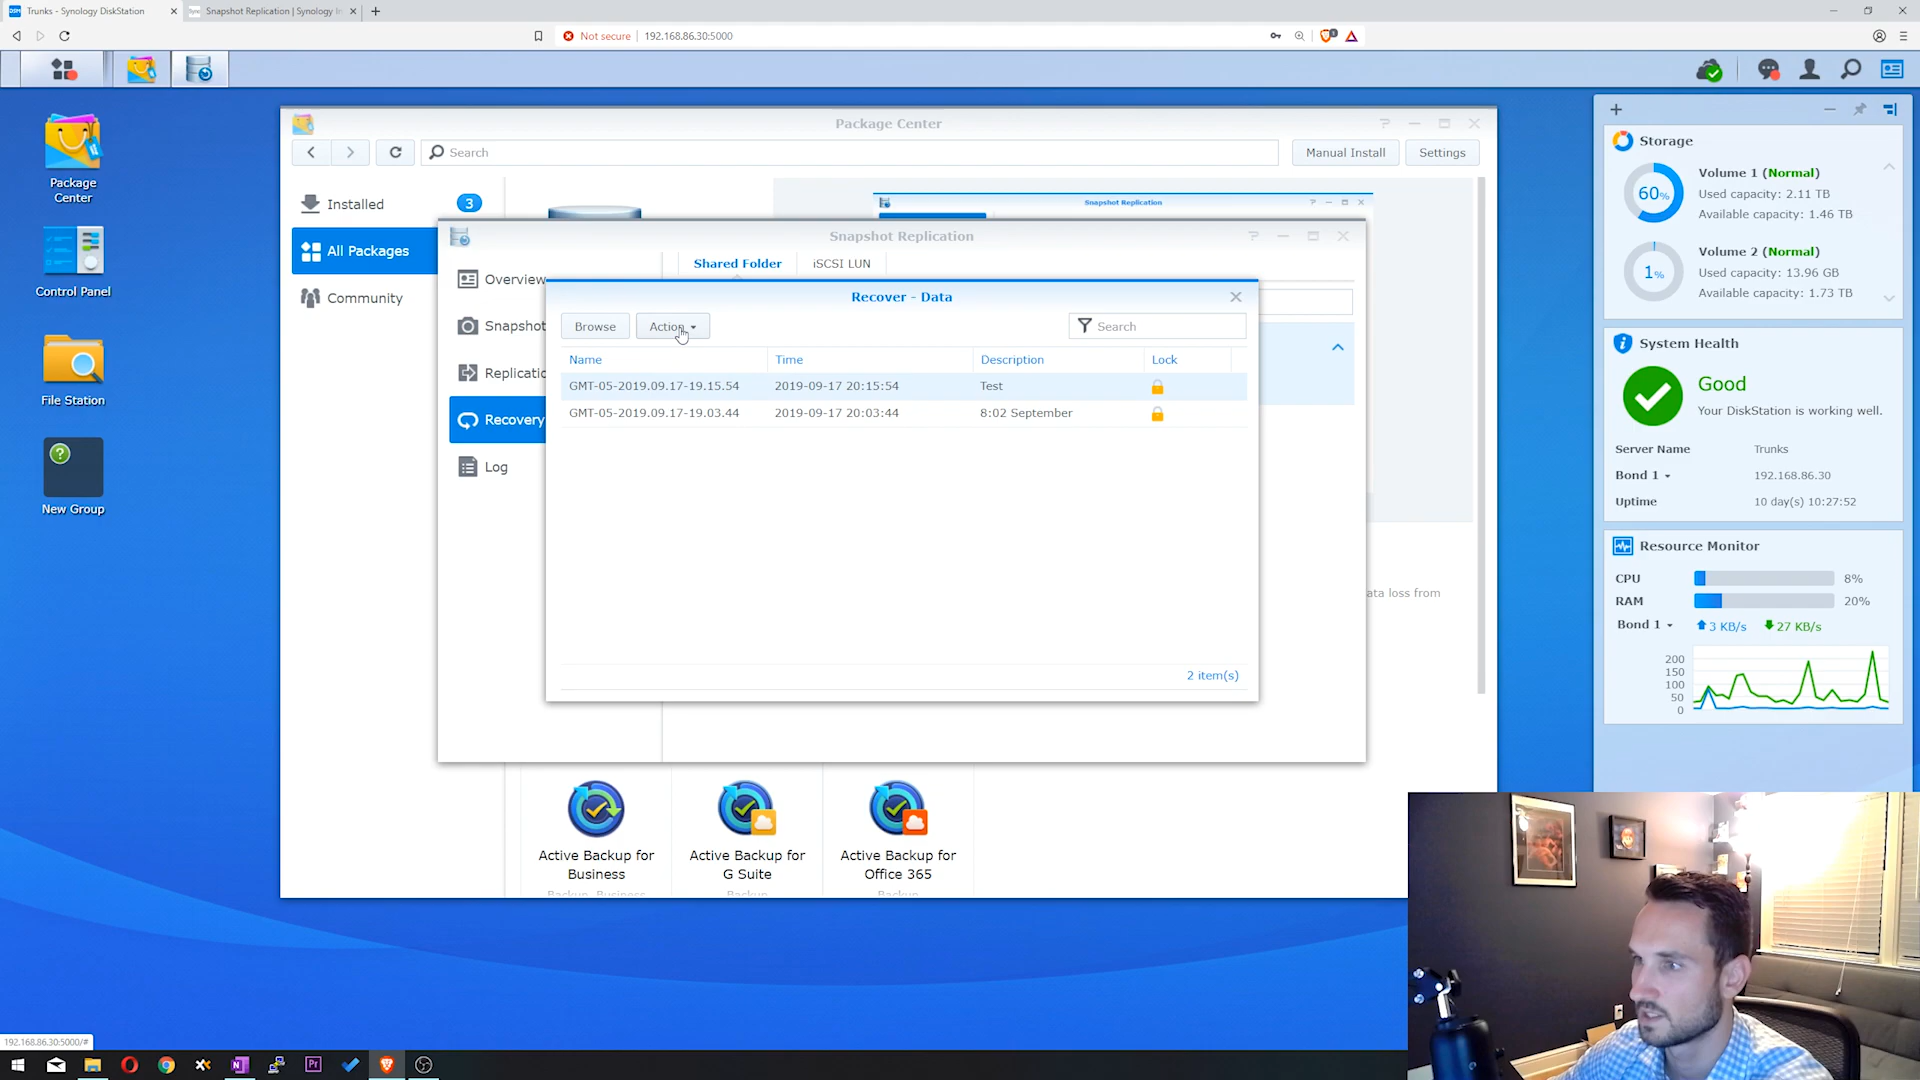 Trunks - Synology DiskStation
Snapshot Replication | Synology I
Not secure
192.168.86.30:5000
Package Center
Control Panel
File Station
New Group
Package Center
Search
Manual Install
Settings
Installed
3
All Packages
Community
Snapshot Replication
Snapshot Replication
Shared Folder
iSCSI LUN
Overview
Snapshot
Replicatio
Recovery
Log
Recover - Data
Browse
Action
Search
Name
Time
Description
Lock
GMT-05-2019.09.17-19.15.54
2019-09-17 20:15:54
Test
GMT-05-2019.09.17-19.03.44
2019-09-17 20:03:44
8:02 September
2 item(s)
ata loss from
Active Backup for Business
Backup, Business
Active Backup for G Suite
Backup
Active Backup for Office 365
Backup
Storage
60%
Volume 1 (Normal)
Used capacity: 2.11 TB
Available capacity: 1.46 TB
1%
Volume 2 (Normal)
Used capacity: 13.96 GB
Available capacity: 1.73 TB
System Health
Good
Your DiskStation is working well.
Server Name
Trunks
Bond 1
192.168.86.30
Uptime
10 day(s) 10:27:52
Resource Monitor
CPU
8%
RAM
20%
Bond 1
3 KB/s
27 KB/s
200
150
100
50
0
192.168.86.30:5000/#